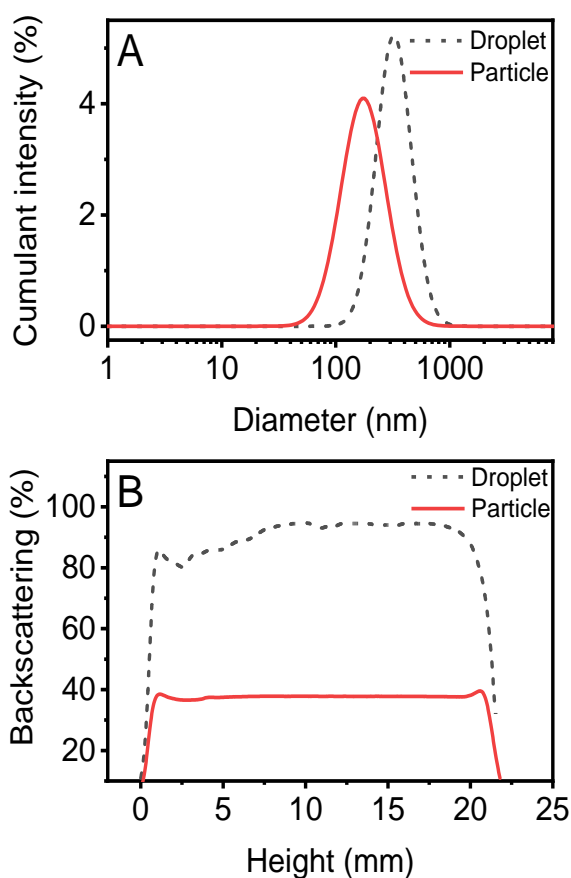 A
Droplet
Particle
Cumulant intensity (%)
4
2
0
1 10 100 1000
Diameter (nm)
B
Droplet
Particle
Backscattering (%)
100
80
60
40
20
0 5 10 15 20 25
Height (mm)